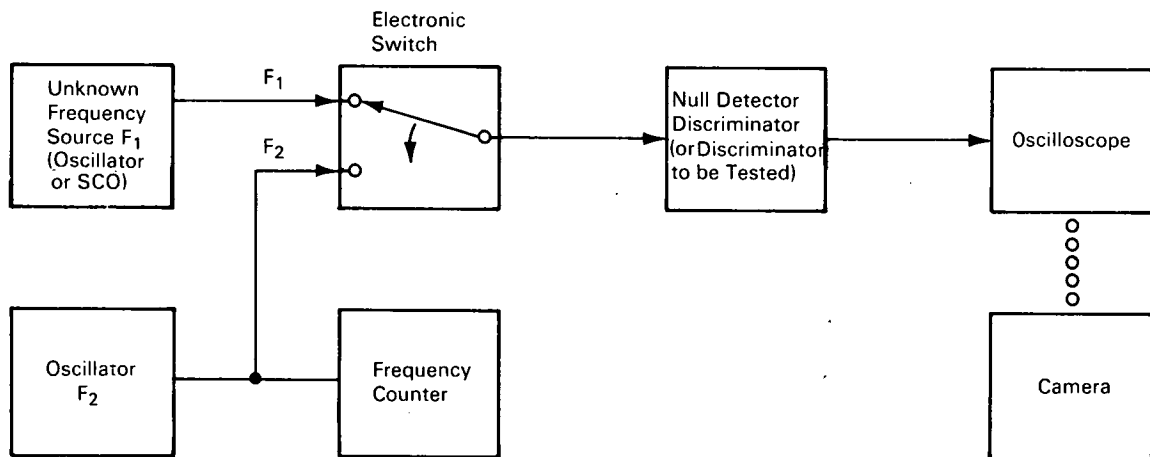 Electronic
Switch
Unknown
Frequency
Source F₁
(Oscillator
or SCO)
F₁
F₂
Null Detector
Discriminator
(or Discriminator
to be Tested)
Oscilloscope
Oscillator
F₂
Frequency
Counter
Camera